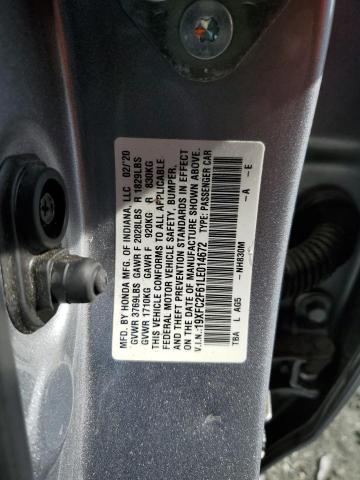 MFD. BY HONDA MFG. OF INDIANA, LLC 02/20
GVWR 3769LBS GAWR F 2028LBS R 1829LBS
GVWR 1710KG GAWR F 920KG R 830KG
THIS VEHICLE CONFORMS TO ALL APPLICABLE
FEDERAL MOTOR VEHICLE SAFETY, BUMPER,
AND THEFT PREVENTION STANDARDS IN EFFECT
ON THE DATE OF MANUFACTURE SHOWN ABOVE.
V.I.N.: 19XFC2F61LE014672 TYPE: PASSENGER CAR
TBA L AG5 -NH830M -A -E